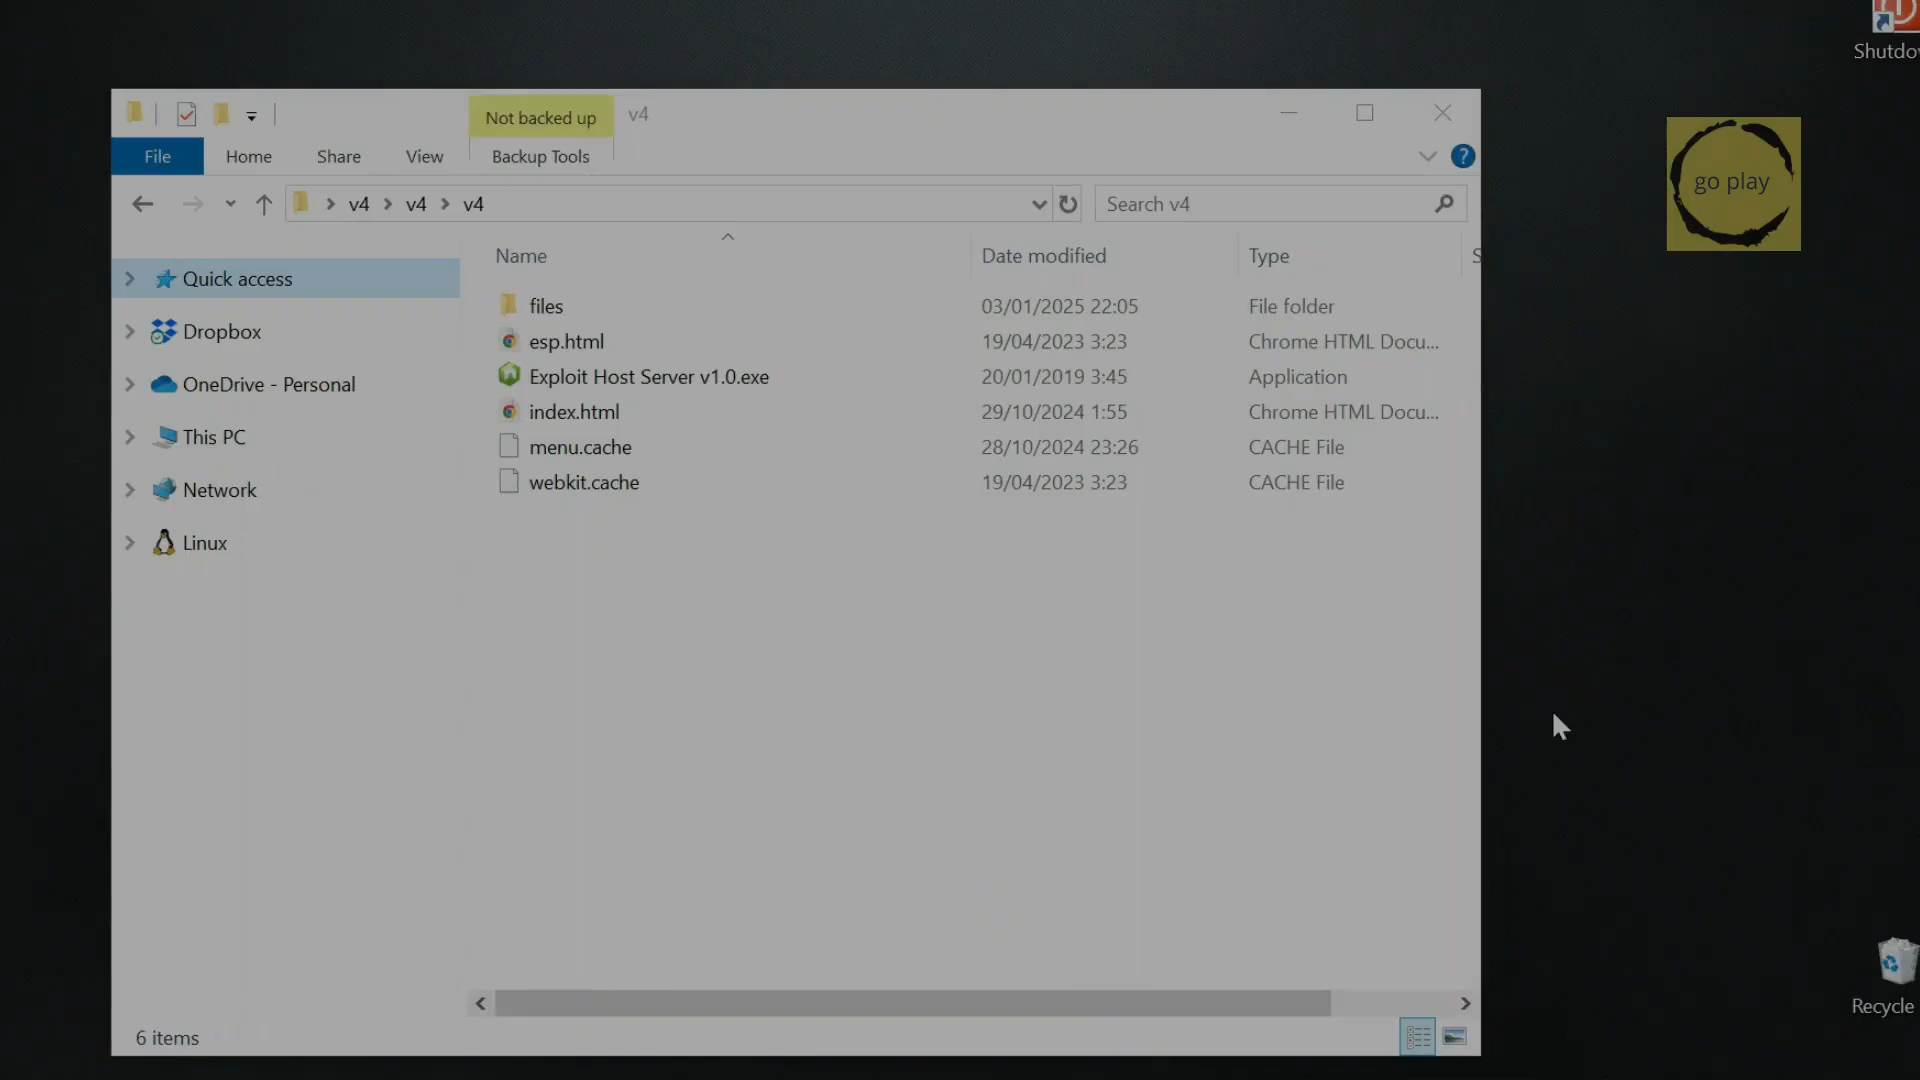 Shutdo
Not backed up
v4
File
Home
Share
View
Backup Tools
?
v4
v4
v4
Search v4
Name
Date modified
Type
S
Quick access
Dropbox
OneDrive - Personal
This PC
Network
Linux
files 03/01/2025 22:05 File folder
esp.html 19/04/2023 3:23 Chrome HTML Docu...
Exploit Host Server v1.0.exe 20/01/2019 3:45 Application
index.html 29/10/2024 1:55 Chrome HTML Docu...
menu.cache 28/10/2024 23:26 CACHE File
webkit.cache 19/04/2023 3:23 CACHE File
go play
Recycle
6 items